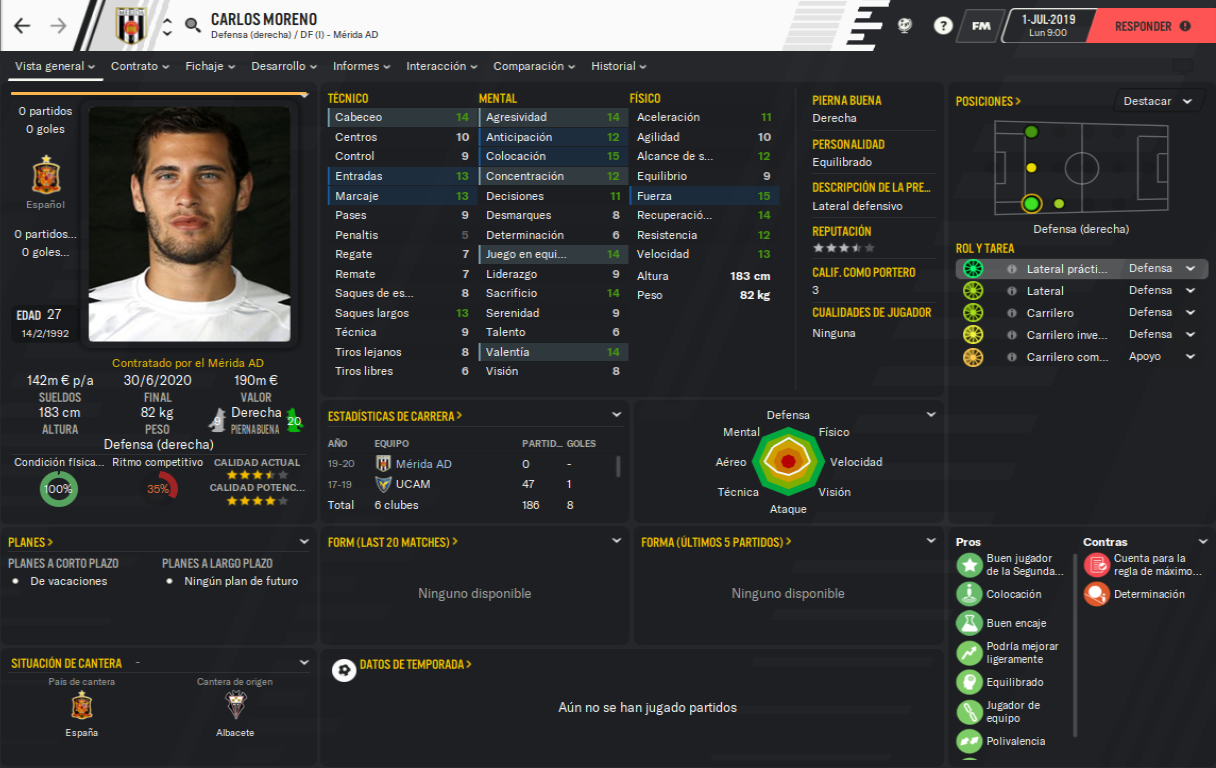 CARLOS MORENO
Defensa (derecha) / DF (I) - Mérida AD
FM
1-JUL-2019
Lun 9:00
RESPONDER
Vista general Contrato Fichaje Desarrollo Informes Interacción Comparación Historial
0 partidos
0 goles
Español
0 partidos...
0 goles...
EDAD 27
14/2/1992
Contratado por el Mérida AD
142m € p/a 30/6/2020 190m €
SUELDOS FINAL VALOR
183 cm 82 kg 9 Derecha 20
ALTURA PESO PIERNA BUENA
Defensa (derecha)
Condición física... Ritmo competitivo CALIDAD ACTUAL
100% 35%
CALIDAD POTENC...
TÉCNICO
Cabeceo 14
Centros 10
Control 9
Entradas 13
Marcaje 13
Pases 9
Penaltis 5
Regate 7
Remate 7
Saques de es... 8
Saques largos 13
Técnica 9
Tiros lejanos 8
Tiros libres 6
MENTAL
Agresividad 14
Anticipación 12
Colocación 15
Concentración 12
Decisiones 11
Desmarques 8
Determinación 6
Juego en equi... 14
Liderazgo 9
Sacrificio 14
Serenidad 9
Talento 6
Valentía 14
Visión 8
FÍSICO
Aceleración 11
Agilidad 10
Alcance de s... 12
Equilibrio 9
Fuerza 15
Recuperació... 14
Resistencia 12
Velocidad 13
Altura 183 cm
Peso 82 kg
PIERNA BUENA
Derecha
PERSONALIDAD
Equilibrado
DESCRIPCIÓN DE LA PRE...
Lateral defensivo
REPUTACIÓN
CALIF. COMO PORTERO
3
CUALIDADES DE JUGADOR
Ninguna
POSICIONES >
Destacar
Defensa (derecha)
ROL Y TAREA
Lateral prácti... Defensa
Lateral Defensa
Carrilero Defensa
Carrilero inve... Defensa
Carrilero com... Apoyo
ESTADÍSTICAS DE CARRERA >
AÑO EQUIPO PARTID... GOLES
19-20 Mérida AD 0 -
17-19 UCAM 47 1
Total 6 clubes 186 8
Defensa
Mental Físico
Aéreo Velocidad
Técnica Visión
Ataque
PLANES >
PLANES A CORTO PLAZO PLANES A LARGO PLAZO
De vacaciones Ningún plan de futuro
FORM (LAST 20 MATCHES) >
Ninguno disponible
FORMA (ÚLTIMOS 5 PARTIDOS) >
Ninguno disponible
Pros
Buen jugador
de la Segunda...
Colocación
Buen encaje
Podría mejorar
ligeramente
Equilibrado
Jugador de
equipo
Polivalencia
Contras
Cuenta para la
regla de máximo...
Determinación
SITUACIÓN DE CANTERA -
País de cantera Cantera de origen
España Albacete
DATOS DE TEMPORADA >
Aún no se han jugado partidos